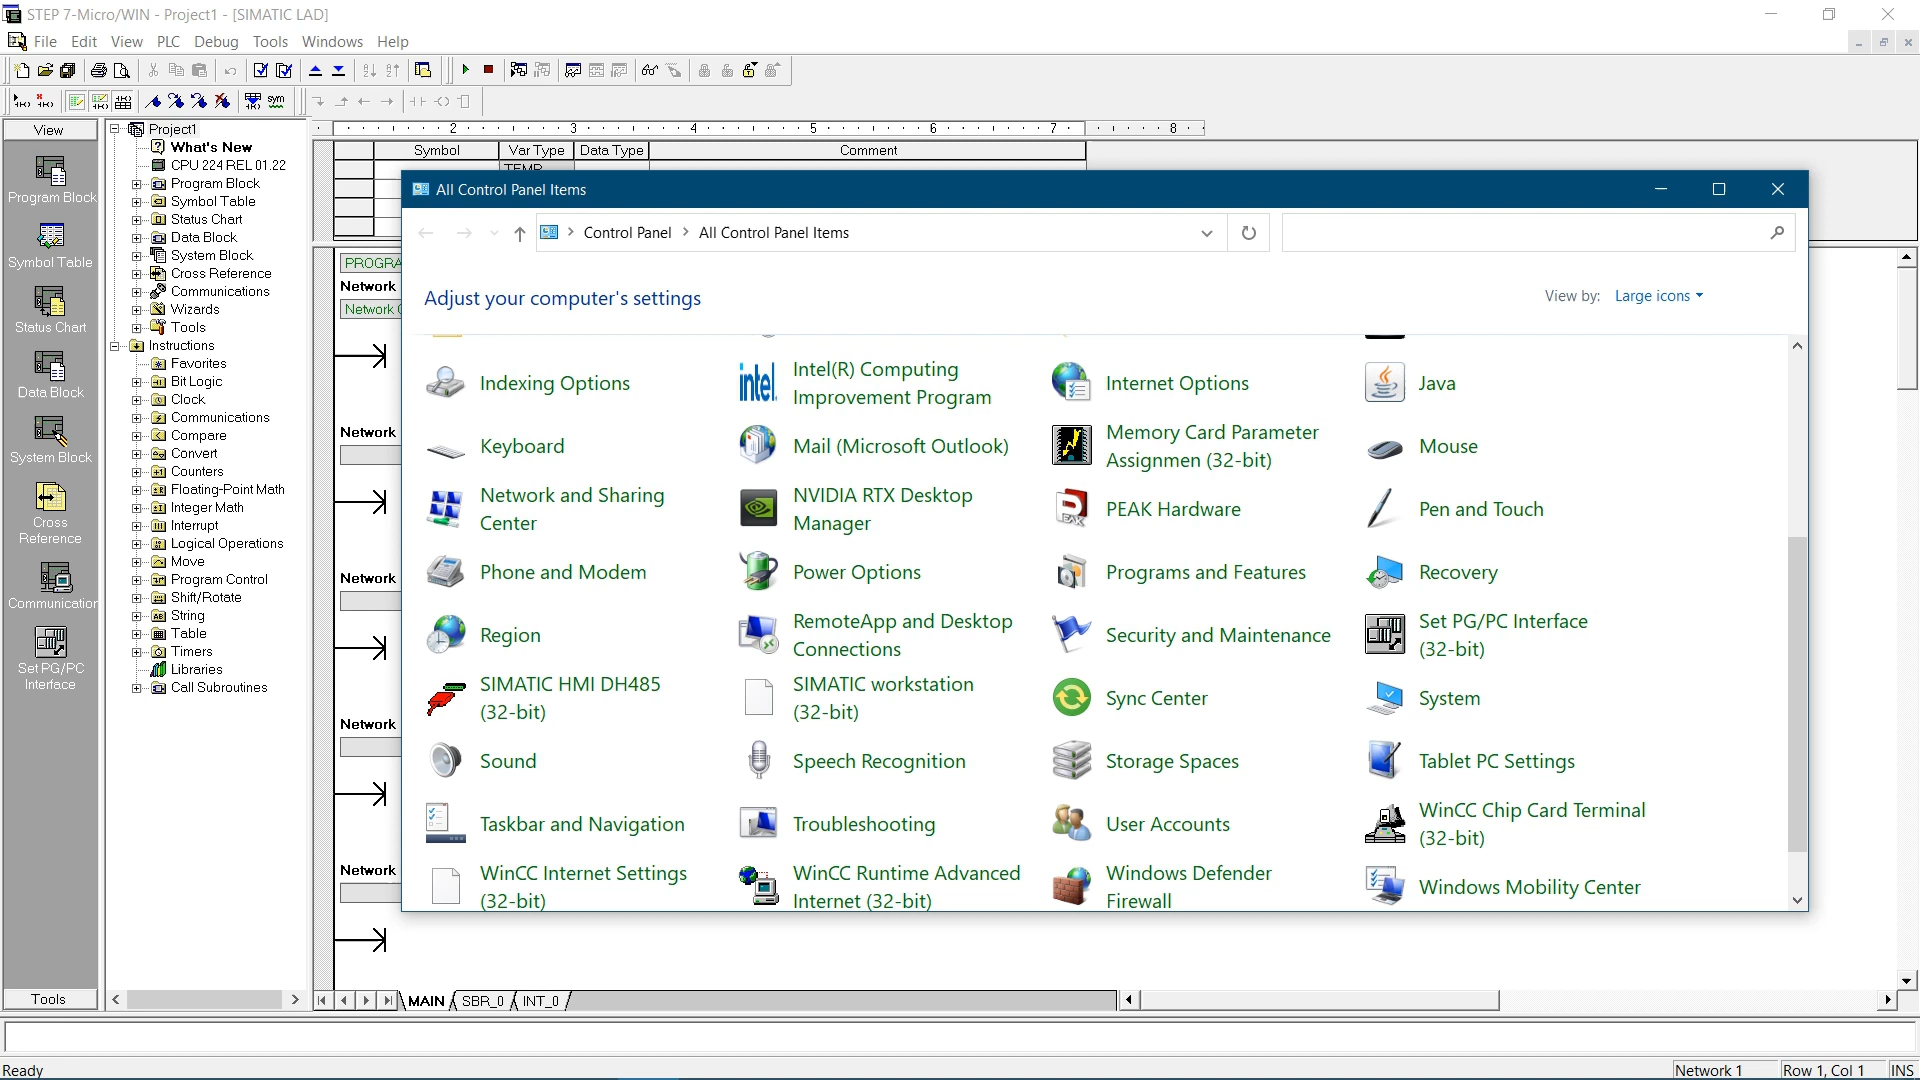 STEP 7-Micro/WIN - Project1 - [SIMATIC LAD]
File Edit View PLC Debug Tools Windows Help
View
Program Block
Symbol Table
Status Chart
Data Block
System Block
Cross
Reference
Communication
Set PG/PC
Interface
Tools
Project1
What's New
CPU 224 REL 01.22
Program Block
Symbol Table
Status Chart
Data Block
System Block
Cross Reference
Communications
Wizards
Tools
Instructions
Favorites
Bit Logic
Clock
Communications
Compare
Convert
Counters
Floating-Point Math
Integer Math
Interrupt
Logical Operations
Move
Program Control
Shift/Rotate
String
Table
Timers
Libraries
Call Subroutines
2 3 4 5 6 7 8
Symbol Var Type Data Type Comment
TEMP
PROGRA
Network
Network C
Network
Network
Network
Network
All Control Panel Items
Control Panel > All Control Panel Items
Adjust your computer's settings
View by: Large icons
Indexing Options
Intel(R) Computing
Improvement Program
Internet Options
Java
Keyboard
Mail (Microsoft Outlook)
Memory Card Parameter
Assignmen (32-bit)
Mouse
Network and Sharing
Center
NVIDIA RTX Desktop
Manager
PEAK Hardware
Pen and Touch
Phone and Modem
Power Options
Programs and Features
Recovery
Region
RemoteApp and Desktop
Connections
Security and Maintenance
Set PG/PC Interface
(32-bit)
SIMATIC HMI DH485
(32-bit)
SIMATIC workstation
(32-bit)
Sync Center
System
Sound
Speech Recognition
Storage Spaces
Tablet PC Settings
Taskbar and Navigation
Troubleshooting
User Accounts
WinCC Chip Card Terminal
(32-bit)
WinCC Internet Settings
(32-bit)
WinCC Runtime Advanced
Internet (32-bit)
Windows Defender
Firewall
Windows Mobility Center
MAIN SBR_0 INT_0
Ready
Network 1 Row 1, Col 1 INS